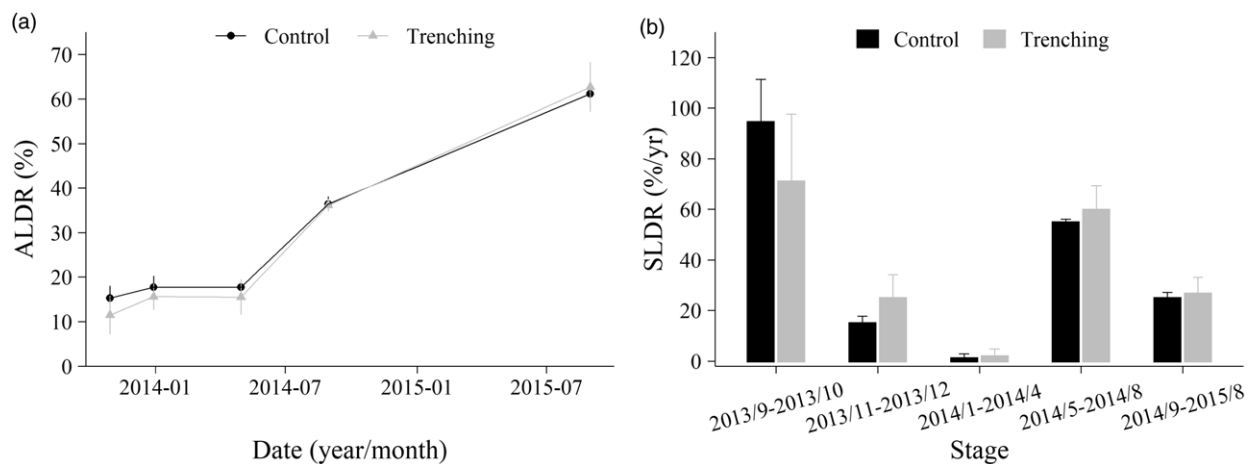 (a)
Control
Trenching
70
60
50
40
30
20
10
0
ALDR (%)
2014-01
2014-07
2015-01
2015-07
Date (year/month)
(b)
Control
Trenching
120
100
80
60
40
20
0
SLDR (%/yr)
2013/9-2013/10
2013/11-2013/12
2014/1-2014/4
2014/5-2014/8
2014/9-2015/8
Stage